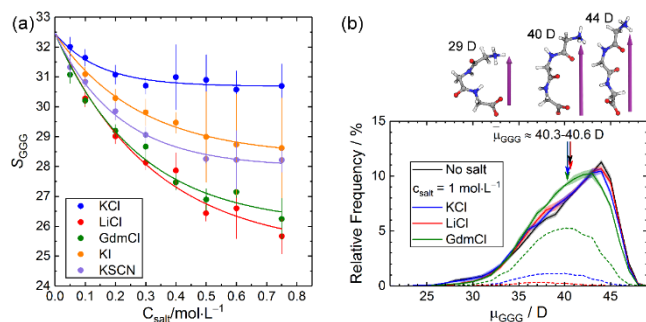 (a)
33
32
31
30
29
28
27
26
25
S_GGG
KCl
LiCl
GdmCl
KI
KSCN
0.0 0.1 0.2 0.3 0.4 0.5 0.6 0.7 0.8
C_salt/mol·L⁻¹
(b)
29 D
40 D
44 D
μ̄_GGG ≈ 40.3-40.6 D
Relative Frequency / %
15
10
5
0
No salt
c_salt = 1 mol·L⁻¹
KCl
LiCl
GdmCl
25 30 35 40 45
μ_GGG / D